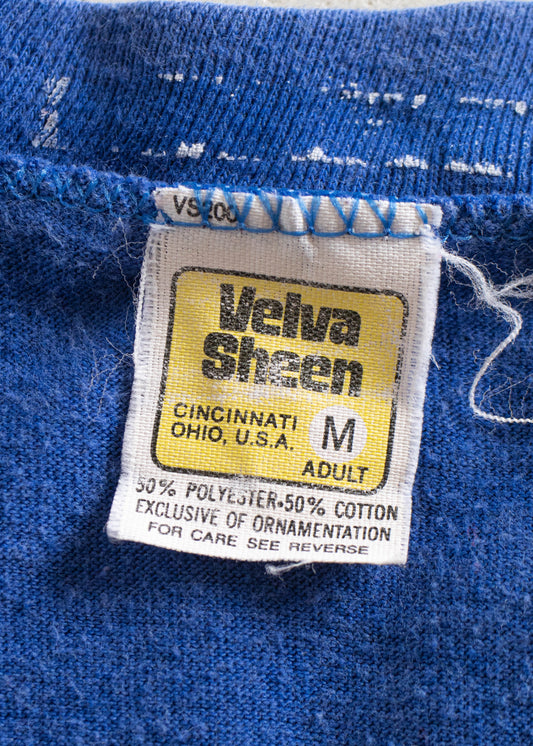 VS200
Velva
Sheen
CINCINNATI
OHIO, U.S.A.
M
ADULT
50% POLYESTER•50% COTTON
EXCLUSIVE OF ORNAMENTATION
FOR CARE SEE REVERSE